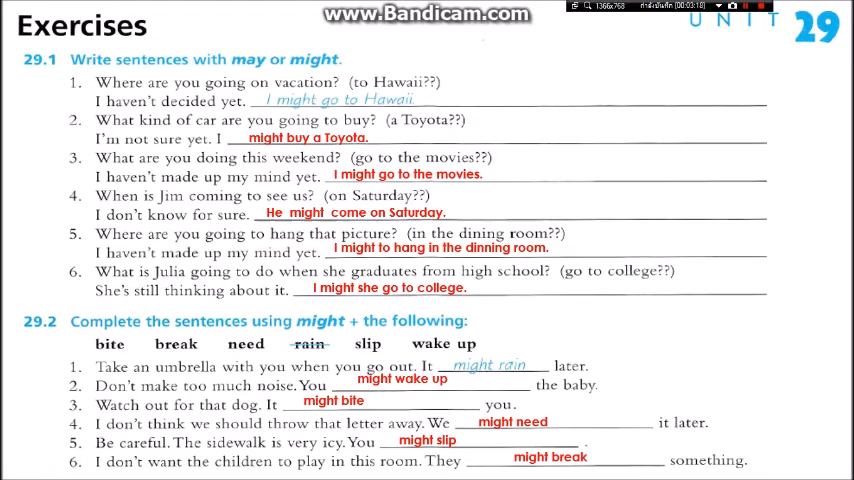 www.Bandicam.com
1366x768 กำลังบันทึก [00:03:18]
Exercises
UNIT 29
29.1 Write sentences with may or might.
1. Where are you going on vacation? (to Hawaii??)
I haven't decided yet. I might go to Hawaii.
2. What kind of car are you going to buy? (a Toyota??)
I'm not sure yet. I might buy a Toyota.
3. What are you doing this weekend? (go to the movies??)
I haven't made up my mind yet. I might go to the movies.
4. When is Jim coming to see us? (on Saturday??)
I don't know for sure. He might come on Saturday.
5. Where are you going to hang that picture? (in the dining room??)
I haven't made up my mind yet. I might to hang in the dinning room.
6. What is Julia going to do when she graduates from high school? (go to college??)
She's still thinking about it. I might she go to college.
29.2 Complete the sentences using might + the following:
bite break need rain slip wake up
1. Take an umbrella with you when you go out. It might rain later.
2. Don't make too much noise. You might wake up the baby.
3. Watch out for that dog. It might bite you.
4. I don't think we should throw that letter away. We might need it later.
5. Be careful. The sidewalk is very icy. You might slip .
6. I don't want the children to play in this room. They might break something.